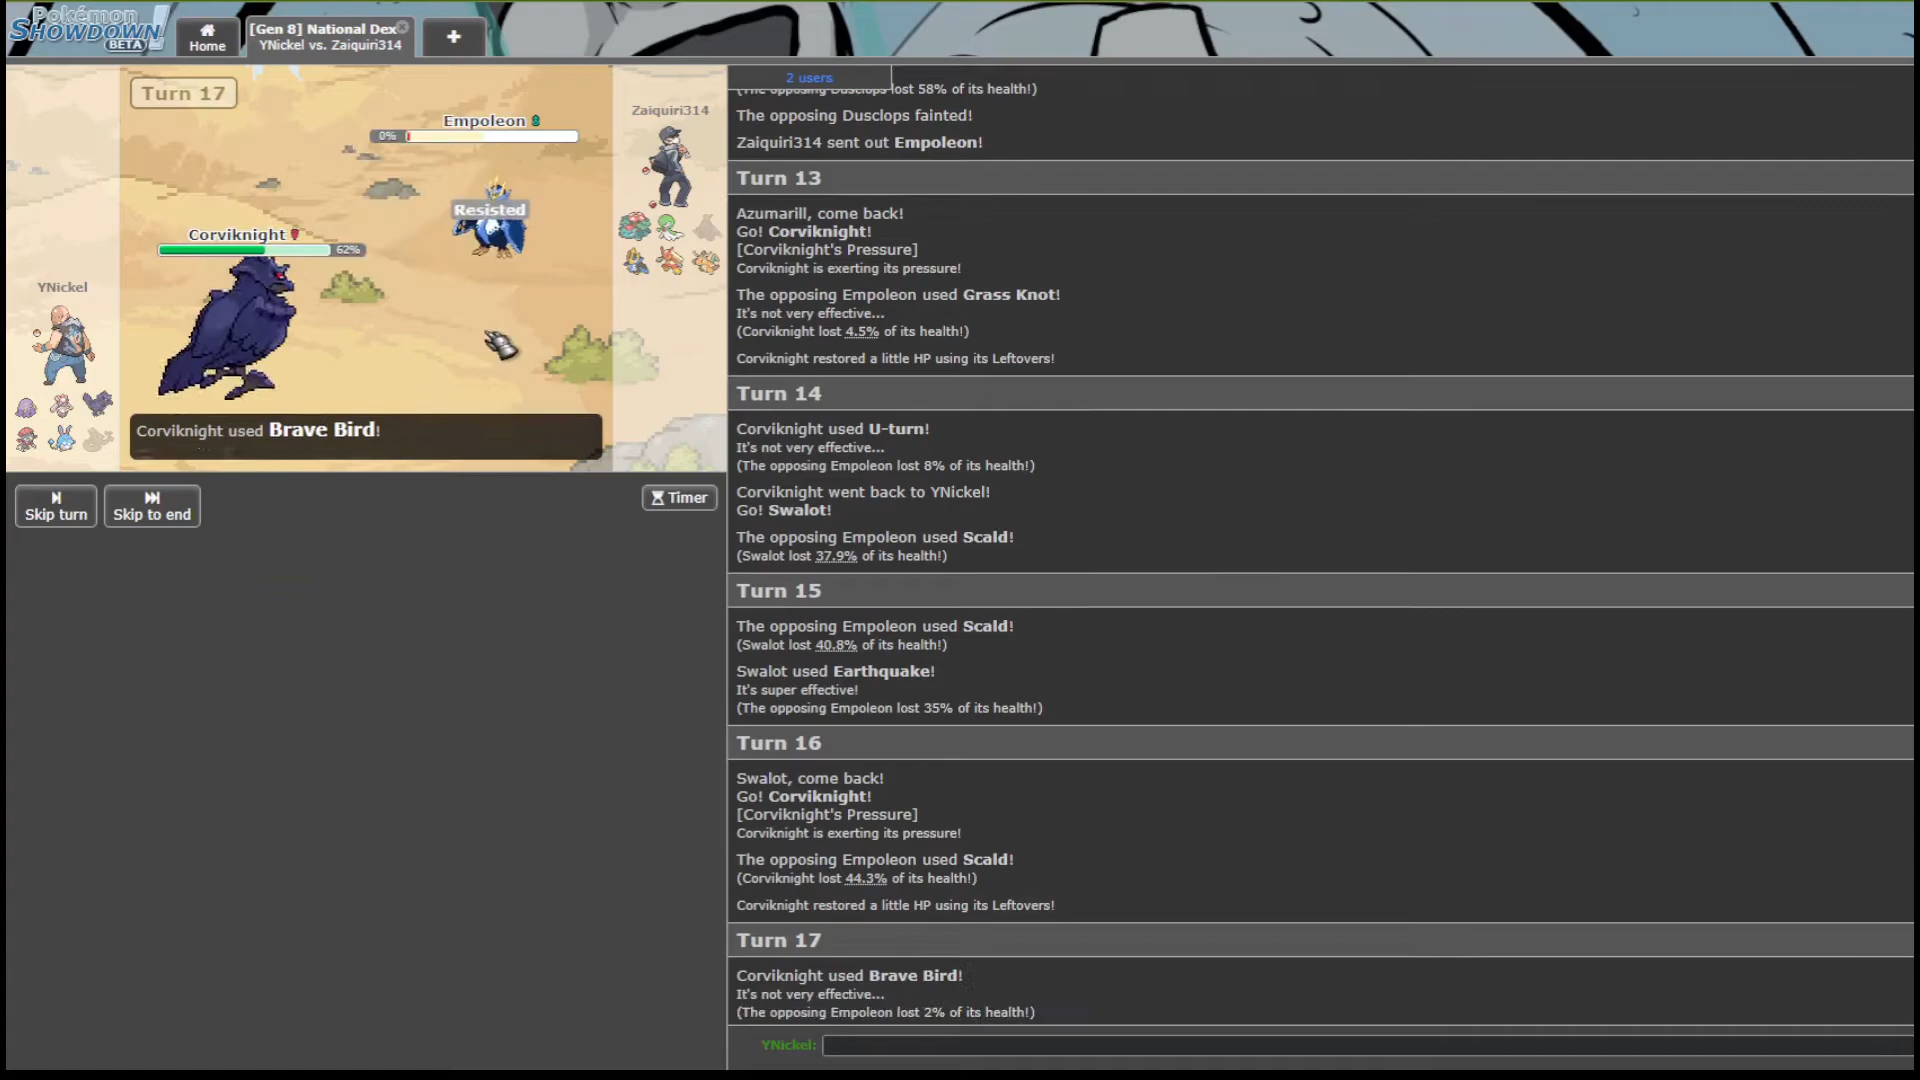 Pokémon
SHOWDOWN!
BETA
Home
[Gen 8] National Dex
YNickel vs. Zaiquiri314
+
Turn 17
Empoleon
0%
Resisted
Corviknight
62%
YNickel
Zaiquiri314
Corviknight used Brave Bird!
Skip turn
Skip to end
Timer
2 users
(The opposing Dusclops lost 58% of its health!)
The opposing Dusclops fainted!
Zaiquiri314 sent out Empoleon!
Turn 13
Azumarill, come back!
Go! Corviknight!
[Corviknight's Pressure]
Corviknight is exerting its pressure!
The opposing Empoleon used Grass Knot!
It's not very effective...
(Corviknight lost 4.5% of its health!)
Corviknight restored a little HP using its Leftovers!
Turn 14
Corviknight used U-turn!
It's not very effective...
(The opposing Empoleon lost 8% of its health!)
Corviknight went back to YNickel!
Go! Swalot!
The opposing Empoleon used Scald!
(Swalot lost 37.9% of its health!)
Turn 15
The opposing Empoleon used Scald!
(Swalot lost 40.8% of its health!)
Swalot used Earthquake!
It's super effective!
(The opposing Empoleon lost 35% of its health!)
Turn 16
Swalot, come back!
Go! Corviknight!
[Corviknight's Pressure]
Corviknight is exerting its pressure!
The opposing Empoleon used Scald!
(Corviknight lost 44.3% of its health!)
Corviknight restored a little HP using its Leftovers!
Turn 17
Corviknight used Brave Bird!
It's not very effective...
(The opposing Empoleon lost 2% of its health!)
YNickel: